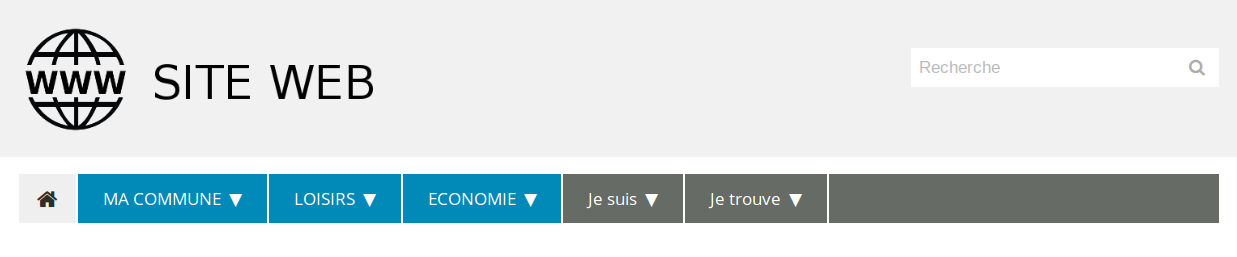 WWW
SITE WEB
Recherche
MA COMMUNE ▼ LOISIRS ▼ ECONOMIE ▼ Je suis ▼ Je trouve ▼